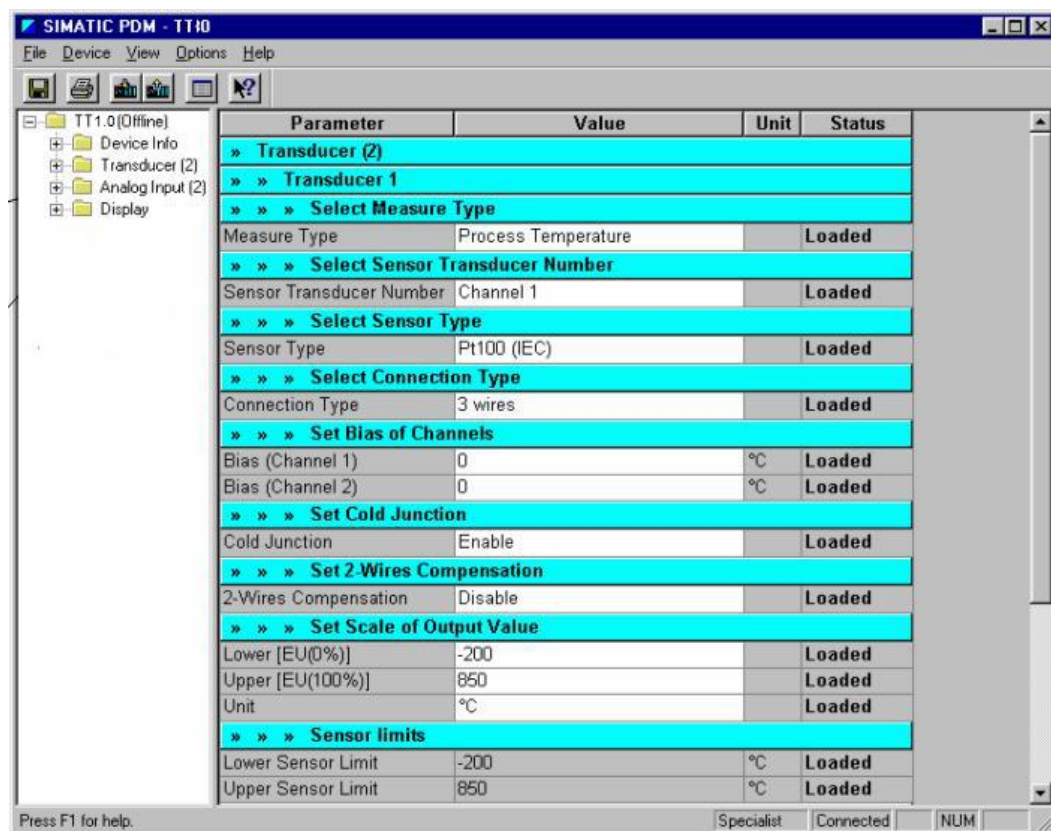 SIMATIC PDM - TT30
File Device View Options Help
TT1.0 (Offline)
Device Info
Transducer (2)
Analog Input (2)
Display
Parameter Value Unit Status
» Transducer (2)
» » Transducer 1
» » » Select Measure Type
Measure Type Process Temperature Loaded
» » » Select Sensor Transducer Number
Sensor Transducer Number Channel 1 Loaded
» » » Select Sensor Type
Sensor Type Pt100 (IEC) Loaded
» » » Select Connection Type
Connection Type 3 wires Loaded
» » » Set Bias of Channels
Bias (Channel 1) 0 °C Loaded
Bias (Channel 2) 0 °C Loaded
» » » Set Cold Junction
Cold Junction Enable Loaded
» » » Set 2-Wires Compensation
2-Wires Compensation Disable Loaded
» » » Set Scale of Output Value
Lower [EU(0%)] -200 Loaded
Upper [EU(100%)] 850 Loaded
Unit °C Loaded
» » » Sensor limits
Lower Sensor Limit -200 °C Loaded
Upper Sensor Limit 850 °C Loaded
Press F1 for help. Specialist Connected NUM